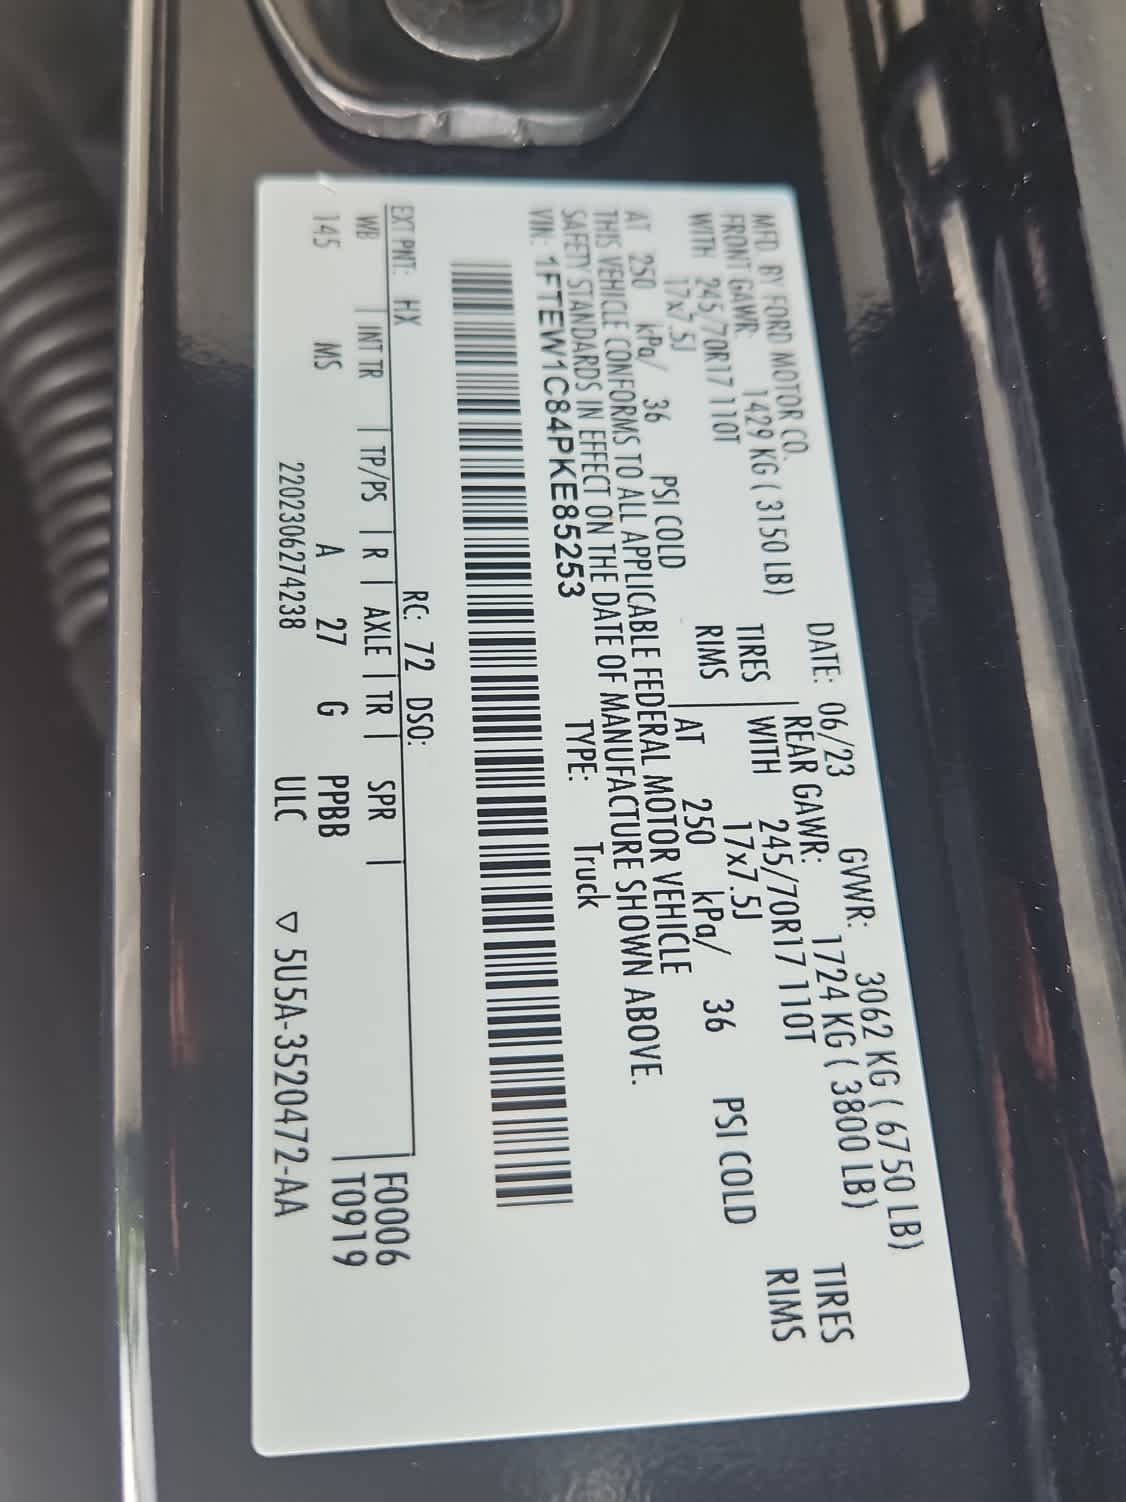 MFD. BY FORD MOTOR CO.
DATE: 06/23 GVWR: 3062 KG ( 6750 LB)
FRONT GAWR: 1429 KG ( 3150 LB) REAR GAWR: 1724 KG ( 3800 LB)
WITH 245/70R17 110T TIRES WITH 245/70R17 110T TIRES
17x7.5J RIMS 17x7.5J RIMS
AT 250 kPa/ 36 PSI COLD AT 250 kPa/ 36 PSI COLD
THIS VEHICLE CONFORMS TO ALL APPLICABLE FEDERAL MOTOR VEHICLE
SAFETY STANDARDS IN EFFECT ON THE DATE OF MANUFACTURE SHOWN ABOVE.
VIN: 1FTEW1C84PKE85253 TYPE: Truck
EXT PNT: HX RC: 72 DSO: F0006
WB | INT TR | TP/PS | R | AXLE | TR | SPR | T0919
145 MS A 27 G PPBB
2202306274238 ULC ▽ 5U5A-3520472-AA